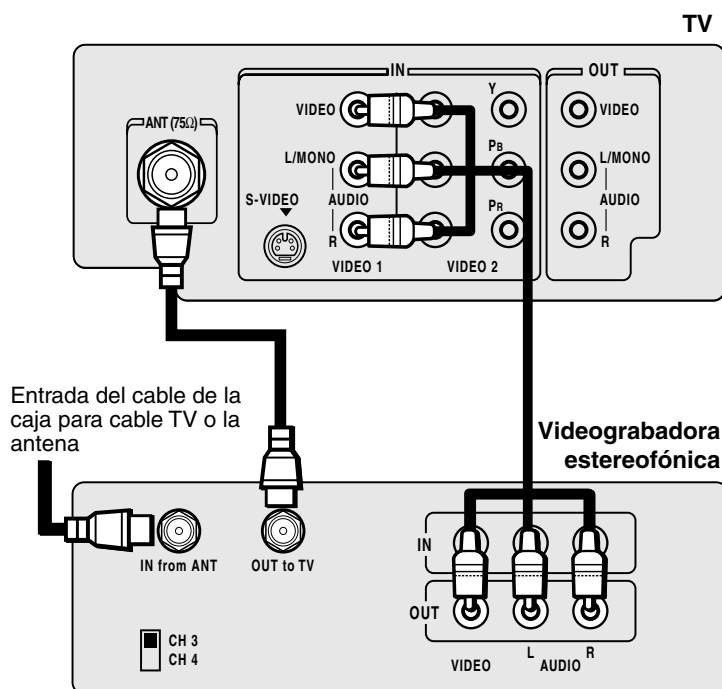 TV
IN
OUT
ANT (75Ω)
VIDEO
Y
VIDEO
L/MONO
PB
L/MONO
S-VIDEO
AUDIO
AUDIO
R
PR
R
VIDEO 1
VIDEO 2
Entrada del cable de la
caja para cable TV o la
antena
Videograbadora
estereofónica
IN from ANT
OUT to TV
IN
OUT
CH 3
CH 4
VIDEO
L
AUDIO
R